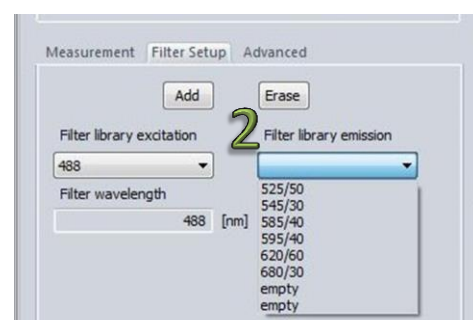 Measurement Filter Setup Advanced
Add Erase
Filter library excitation 2 Filter library emission
488
Filter wavelength
488 [nm]
525/50
545/30
585/40
595/40
620/60
680/30
empty
empty